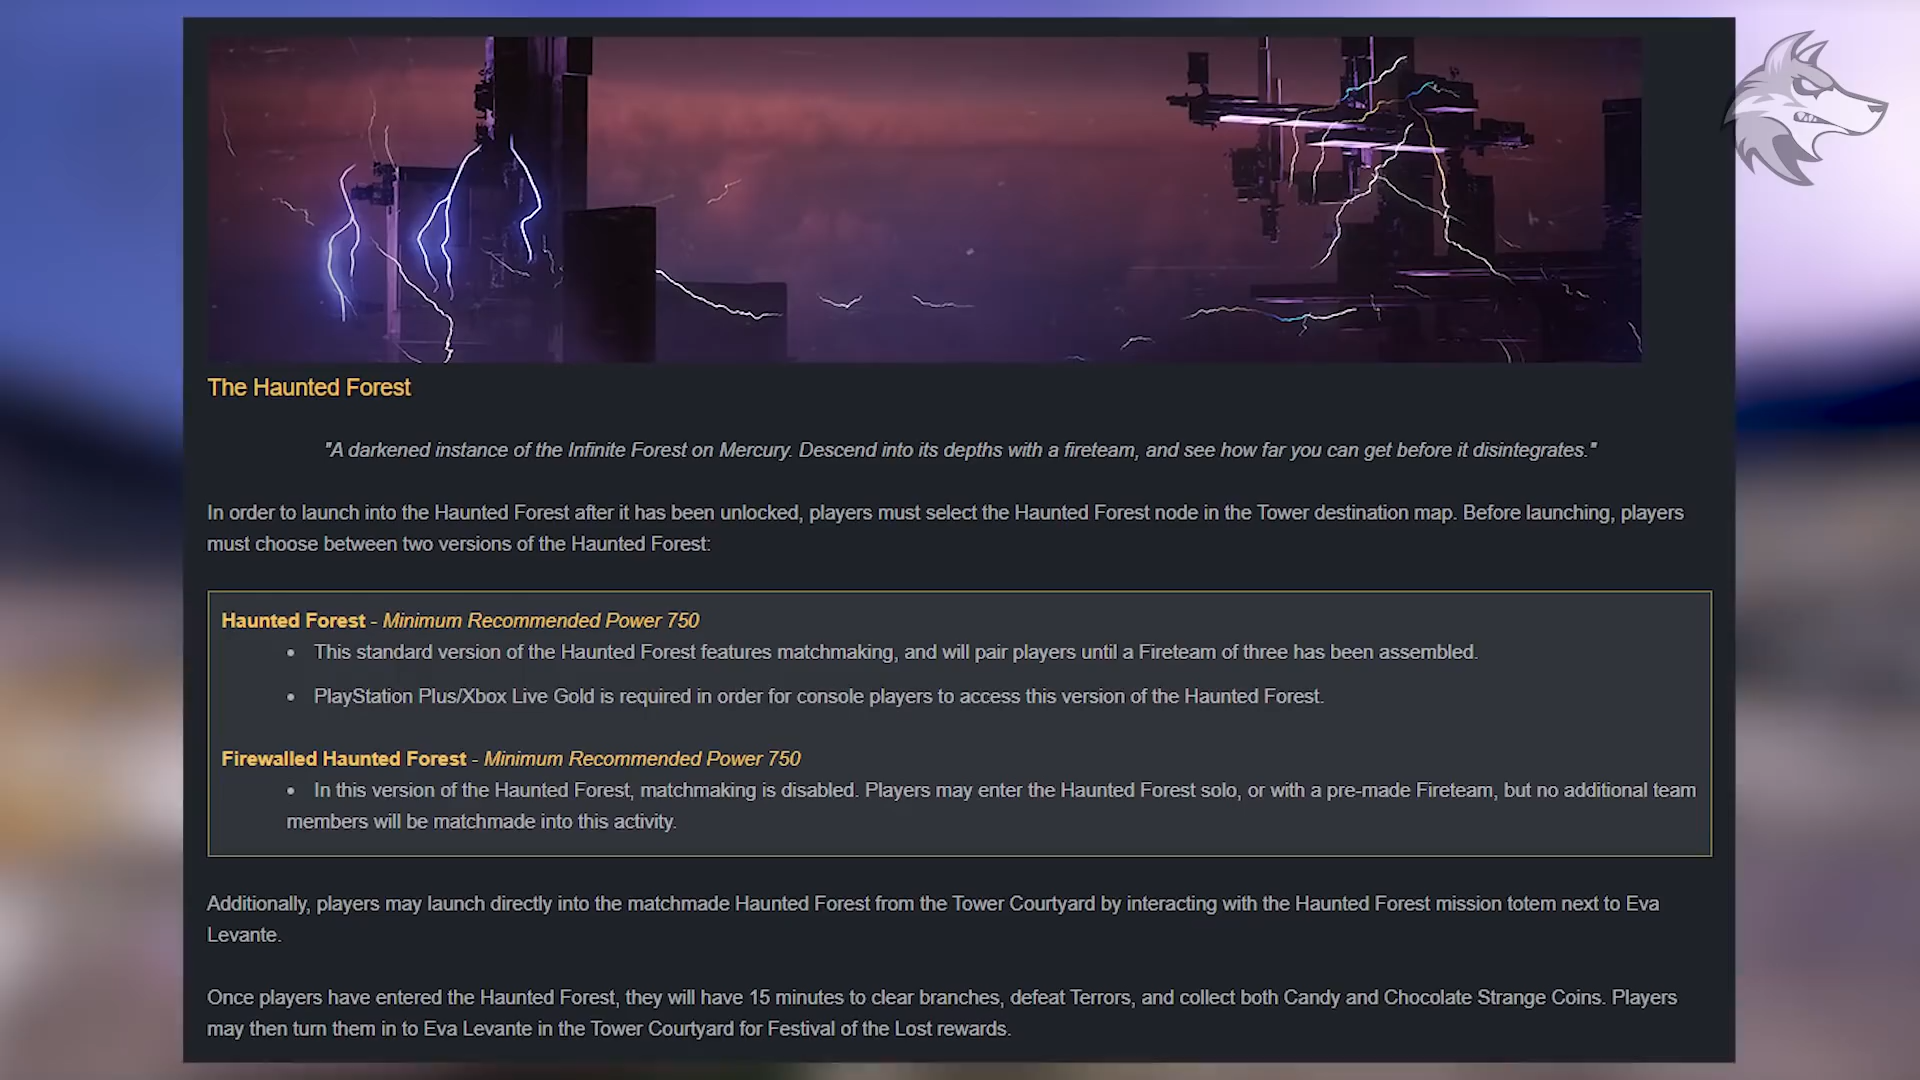 The Haunted Forest
"A darkened instance of the Infinite Forest on Mercury. Descend into its depths with a fireteam, and see how far you can get before it disintegrates."
In order to launch into the Haunted Forest after it has been unlocked, players must select the Haunted Forest node in the Tower destination map. Before launching, players
must choose between two versions of the Haunted Forest:
Haunted Forest - Minimum Recommended Power 750
• This standard version of the Haunted Forest features matchmaking, and will pair players until a Fireteam of three has been assembled.
• PlayStation Plus/Xbox Live Gold is required in order for console players to access this version of the Haunted Forest.
Firewalled Haunted Forest - Minimum Recommended Power 750
• In this version of the Haunted Forest, matchmaking is disabled. Players may enter the Haunted Forest solo, or with a pre-made Fireteam, but no additional team
members will be matchmade into this activity.
Additionally, players may launch directly into the matchmade Haunted Forest from the Tower Courtyard by interacting with the Haunted Forest mission totem next to Eva
Levante.
Once players have entered the Haunted Forest, they will have 15 minutes to clear branches, defeat Terrors, and collect both Candy and Chocolate Strange Coins. Players
may then turn them in to Eva Levante in the Tower Courtyard for Festival of the Lost rewards.